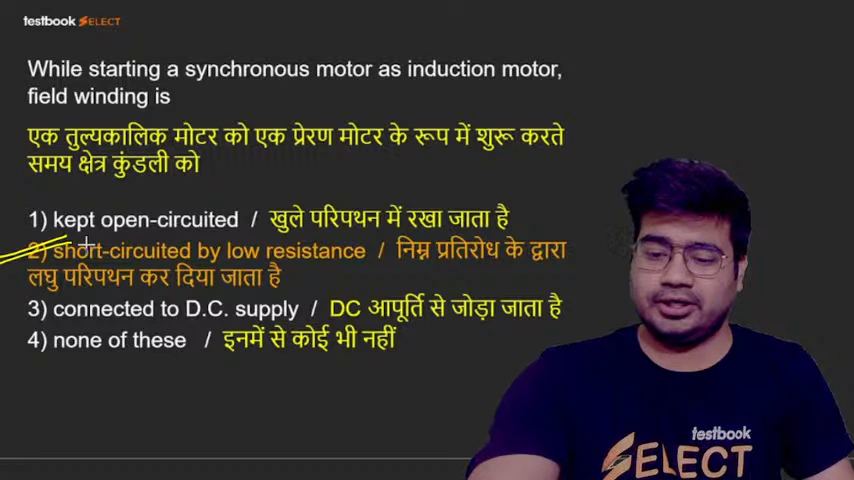 testbook SELECT
While starting a synchronous motor as induction motor,
field winding is
एक तुल्यकालिक मोटर को एक प्रेरण मोटर के रूप में शुरू करते
समय क्षेत्र कुंडली को
1) kept open-circuited / खुले परिपथन में रखा जाता है
2) short-circuited by low resistance / निम्न प्रतिरोध के द्वारा
लघु परिपथन कर दिया जाता है
3) connected to D.C. supply / DC आपूर्ति से जोड़ा जाता है
4) none of these / इनमें से कोई भी नहीं
testbook
SELECT